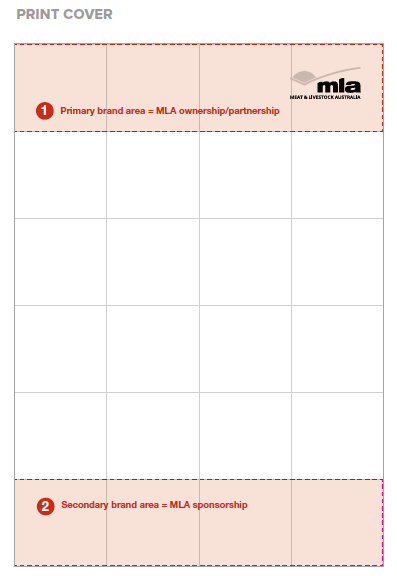 PRINT COVER
mla
MEAT & LIVESTOCK AUSTRALIA
1 Primary brand area = MLA ownership/partnership
2 Secondary brand area = MLA sponsorship